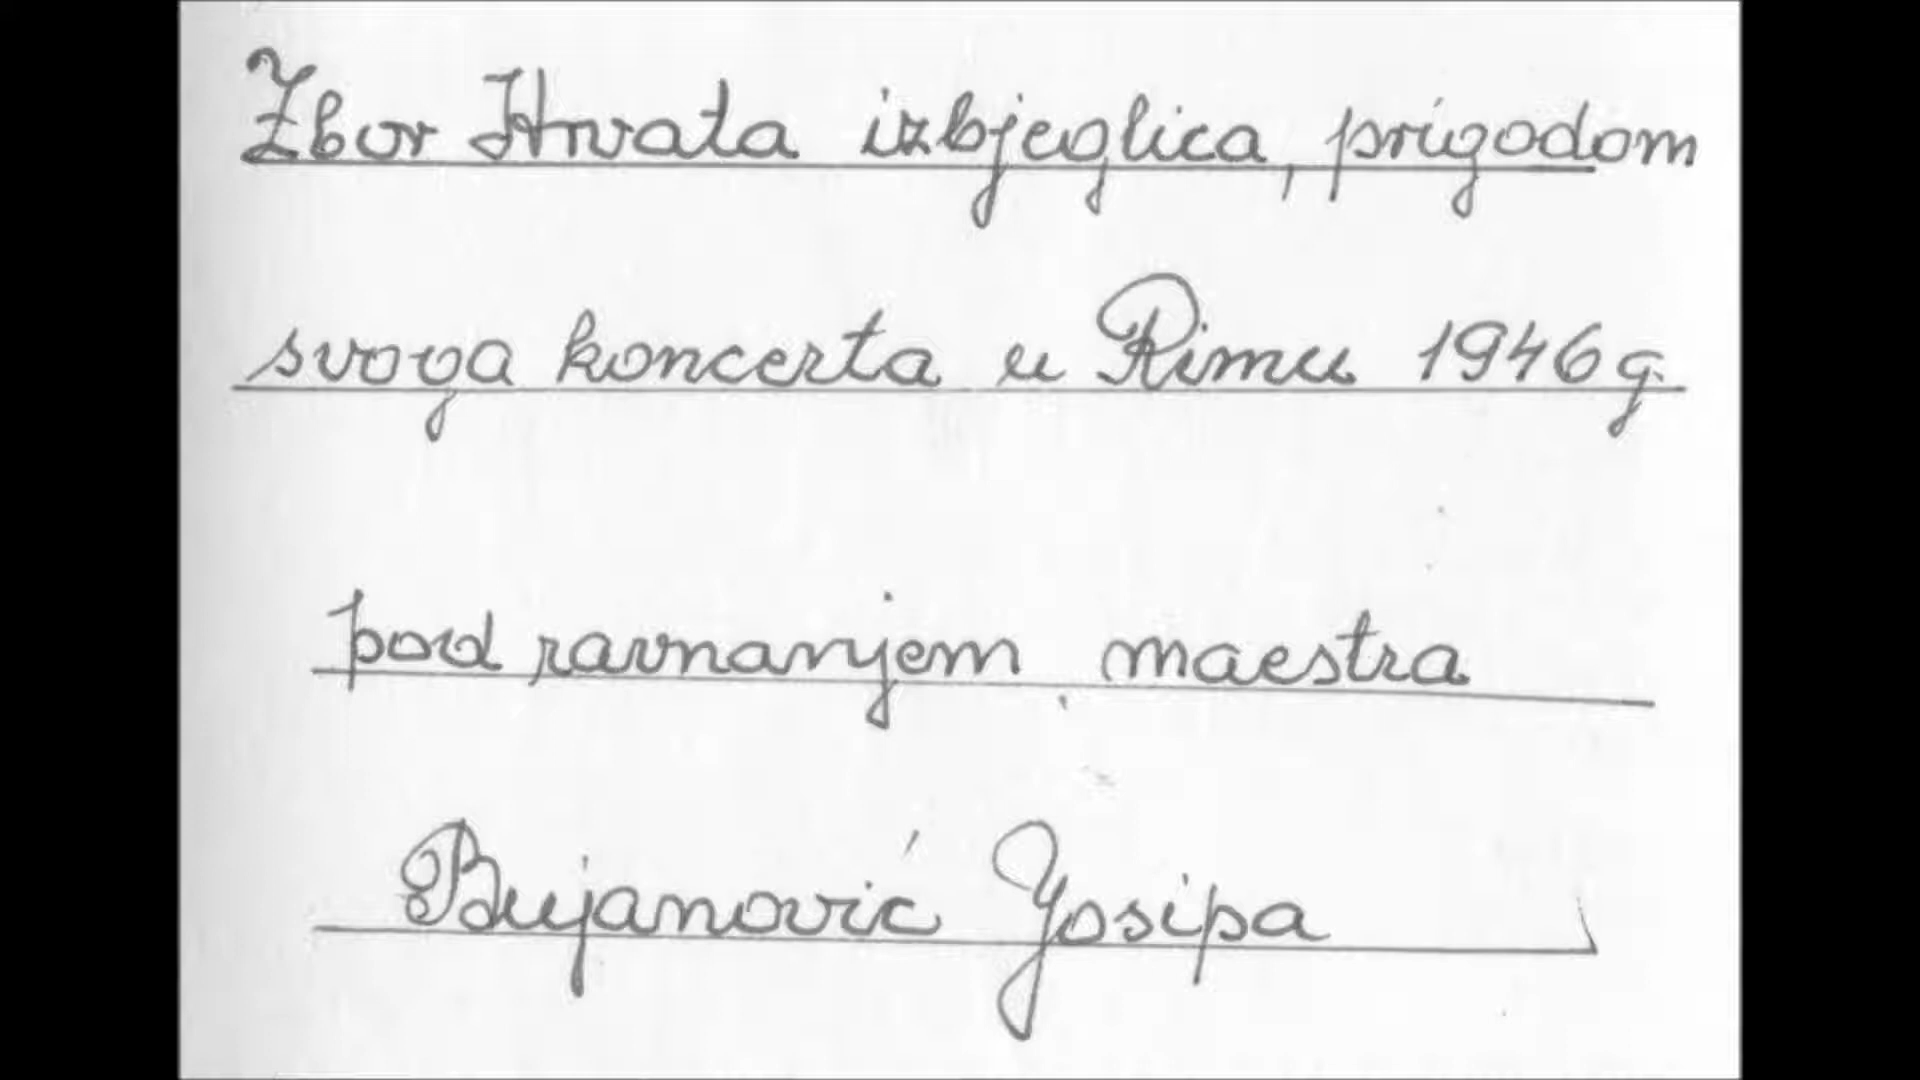 Zbor Hrvata izbjeglica, prigodom
svoga koncerta u Rimu 1946 g.
pod ravnanjem maestra
Bujanović Josipa